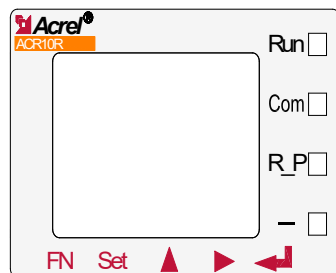 Acrel®
ACR10R
Run
Com
R_P
–
FN Set